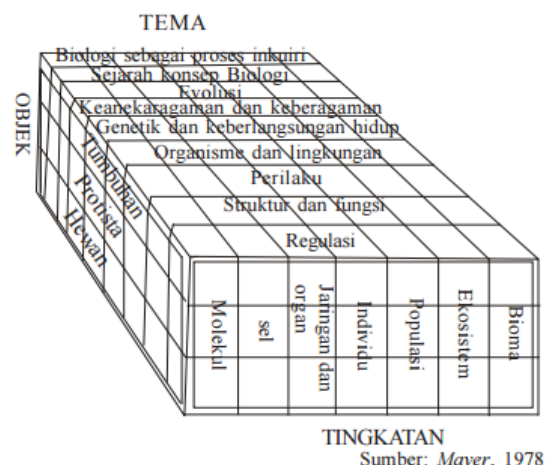 TEMA
Biologi sebagai proses inkuiri
Sejarah konsep Biologi
Evolusi
Keanekaragaman dan keberagaman
Genetik dan keberlangsungan hidup
Organisme dan lingkungan
Perilaku
Struktur dan fungsi
Regulasi
OBJEK
Tumbuhan
Protista
Hewan
Molekul
sel
Jaringan dan
organ
Individu
Populasi
Ekosistem
Bioma
TINGKATAN
Sumber: Mayer, 1978